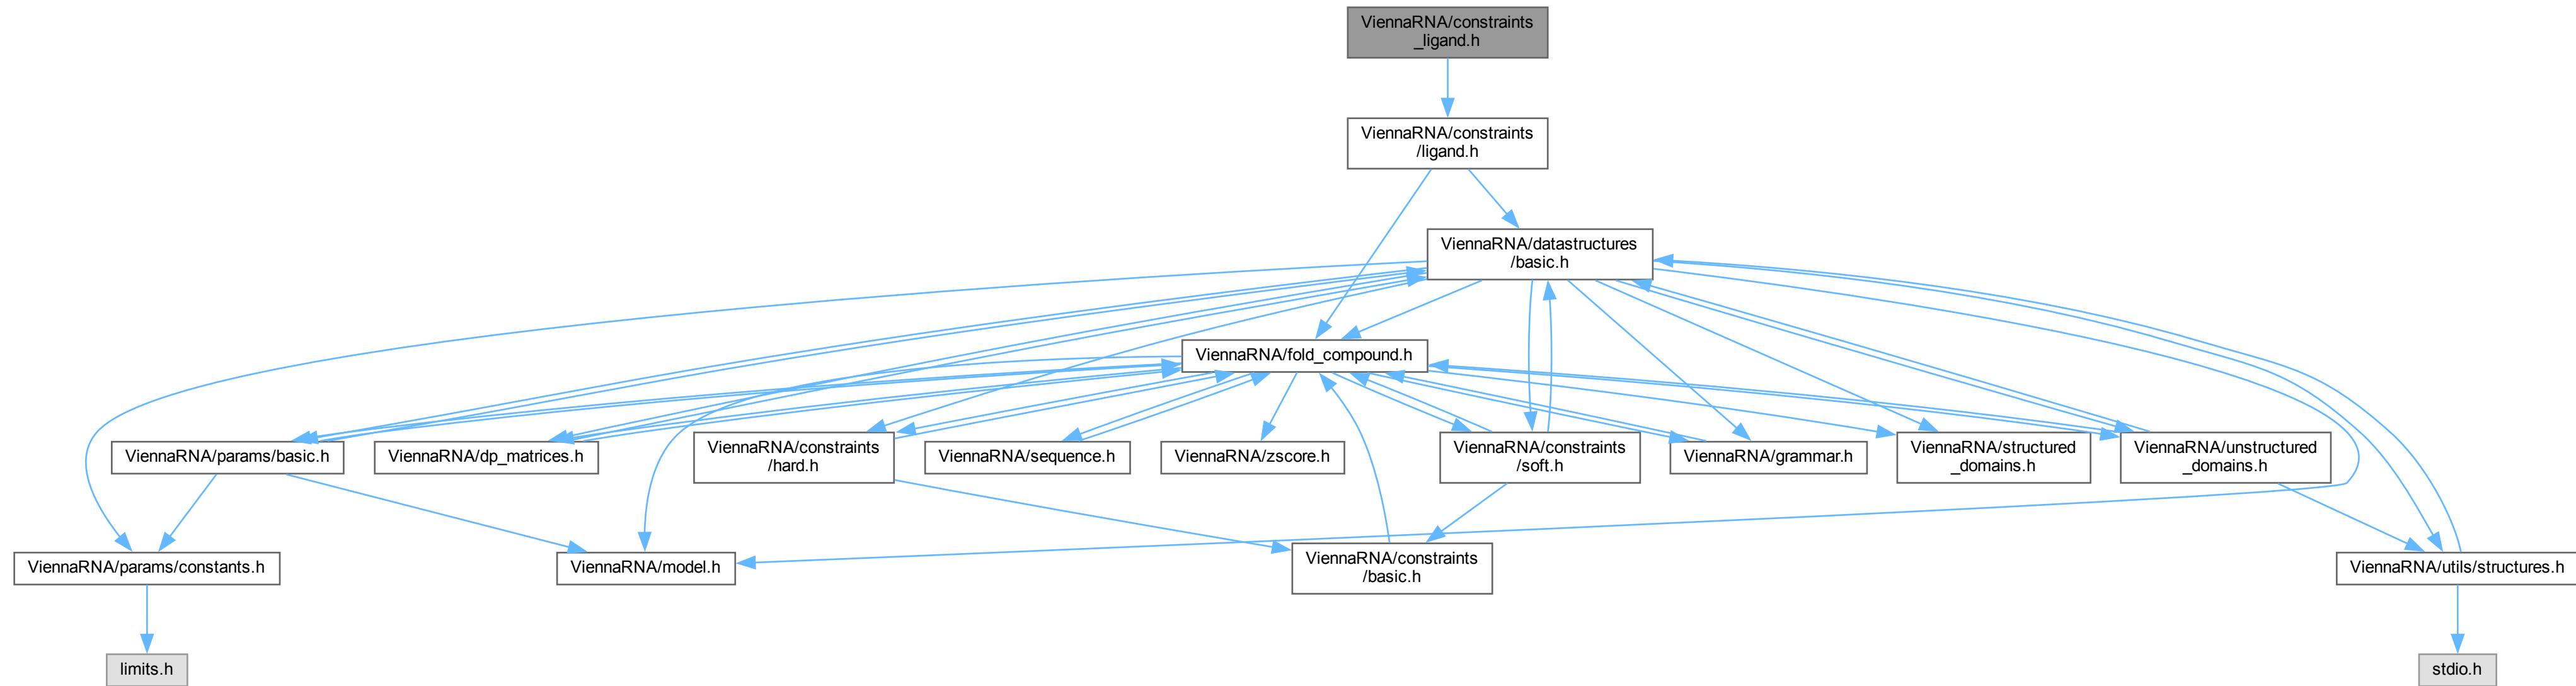 ViennaRNA/constraints
_ligand.h
ViennaRNA/constraints
/ligand.h
ViennaRNA/datastructures
/basic.h
ViennaRNA/fold_compound.h
ViennaRNA/params/basic.h
ViennaRNA/dp_matrices.h
ViennaRNA/constraints
/hard.h
ViennaRNA/sequence.h
ViennaRNA/zscore.h
ViennaRNA/constraints
/soft.h
ViennaRNA/grammar.h
ViennaRNA/structured
_domains.h
ViennaRNA/unstructured
_domains.h
ViennaRNA/params/constants.h
ViennaRNA/model.h
ViennaRNA/constraints
/basic.h
ViennaRNA/utils/structures.h
limits.h
stdio.h